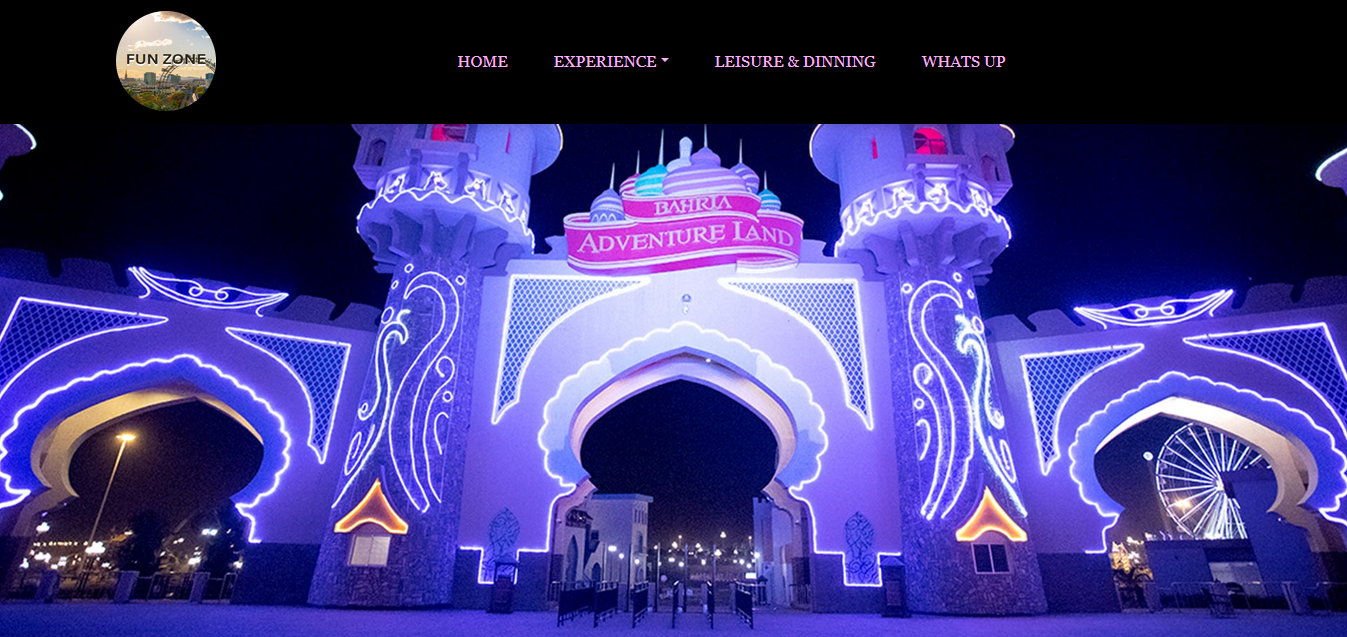 FUN ZONE
HOME EXPERIENCE LEISURE & DINNING WHATS UP
BAHRIA
ADVENTURE LAND